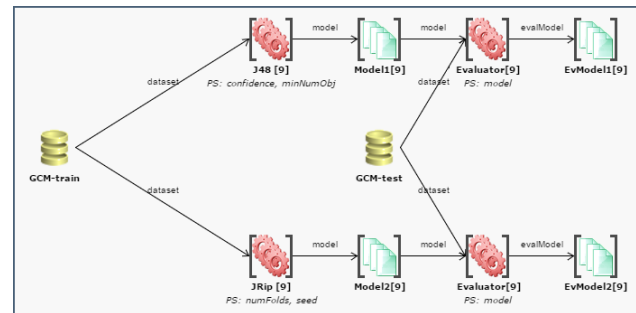 model
model
evalModel
J48 [9]
Model1[9]
Evaluator[9]
EvModel1[9]
PS: confidence, minNumObj
PS: model
dataset
dataset
GCM-train
GCM-test
dataset
dataset
model
model
evalModel
JRip [9]
Model2[9]
Evaluator[9]
EvModel2[9]
PS: numFolds, seed
PS: model